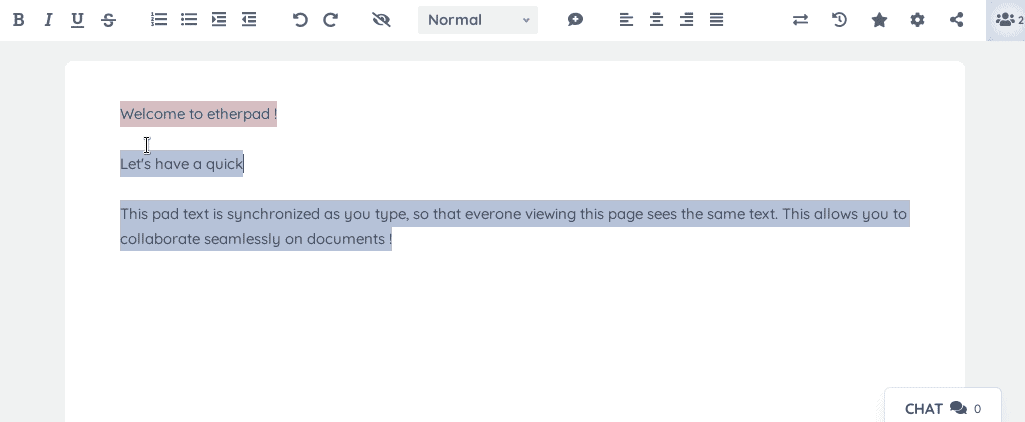 B I U S Normal 2
Welcome to etherpad !
Let's have a quick
This pad text is synchronized as you type, so that everone viewing this page sees the same text. This allows you to
collaborate seamlessly on documents !
CHAT 0